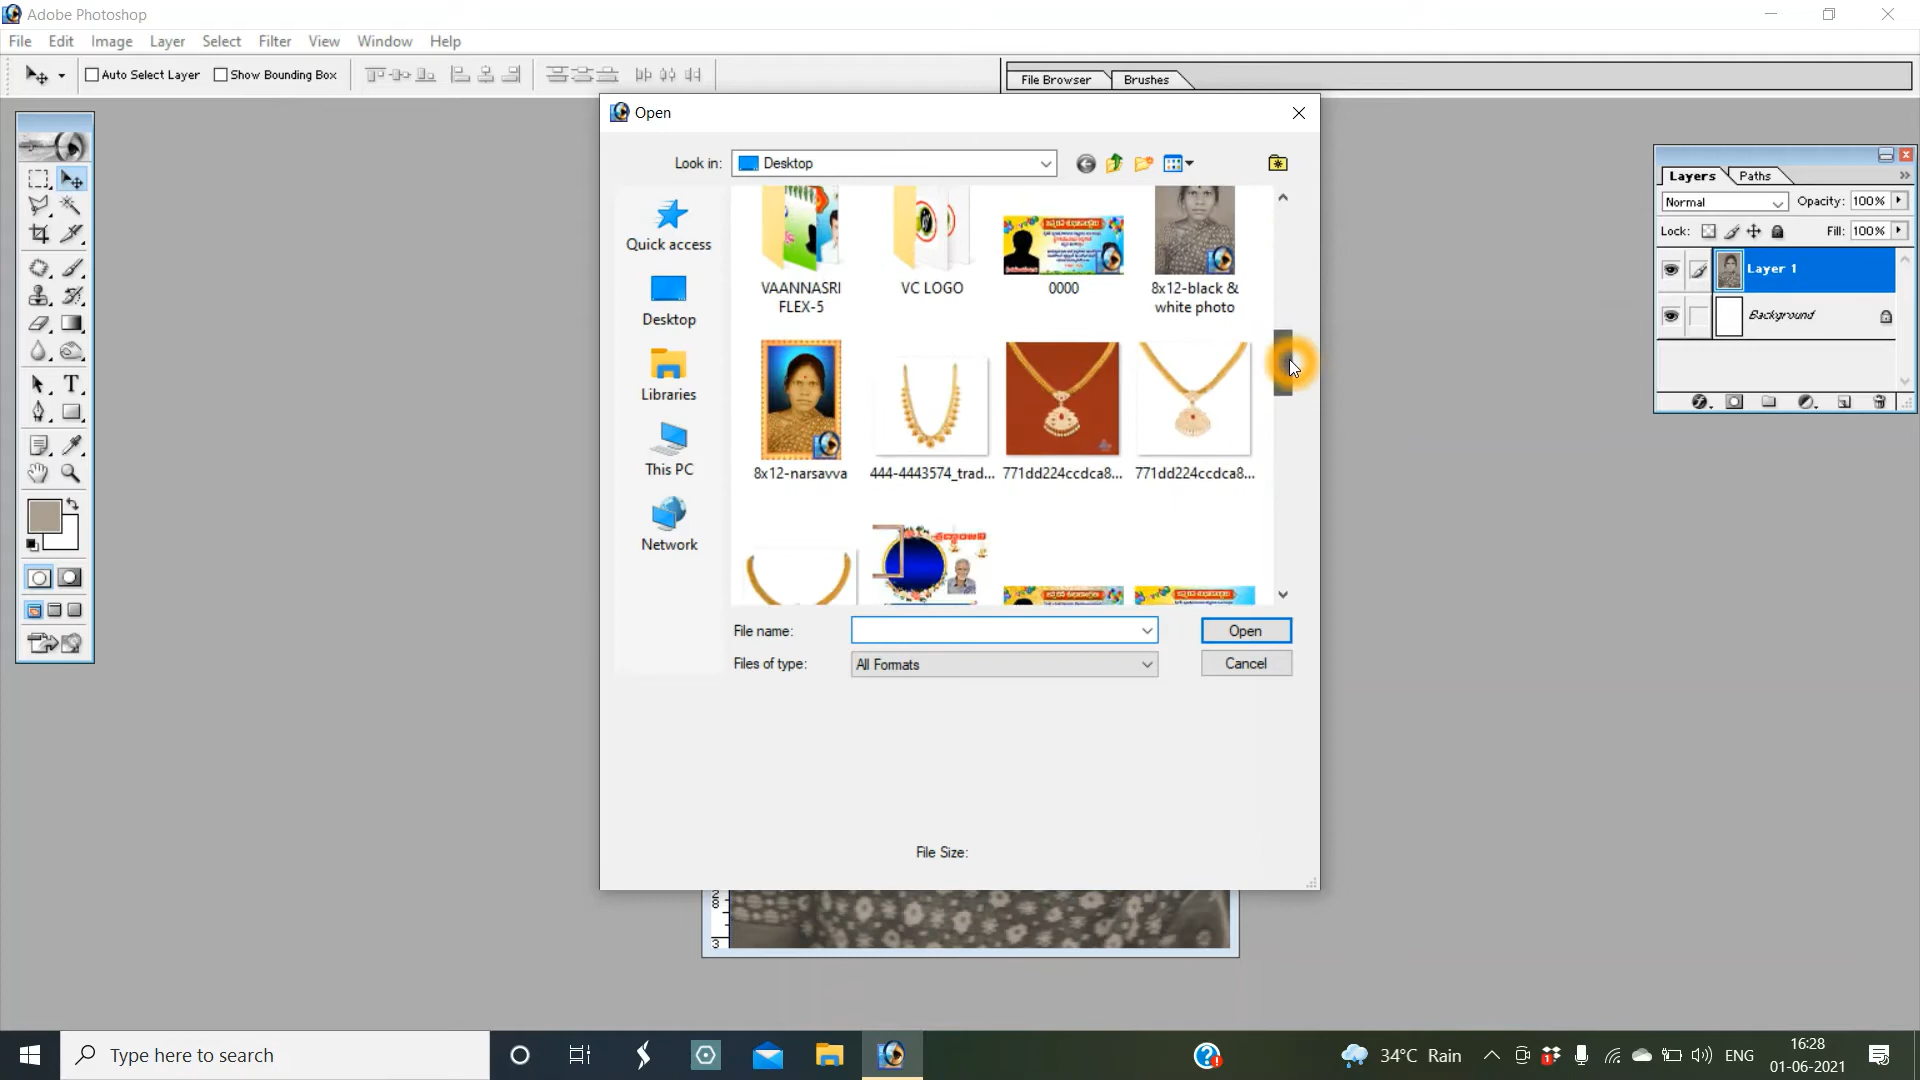 Adobe Photoshop
File Edit Image Layer Select Filter View Window Help
Auto Select Layer Show Bounding Box
File Browser Brushes
Open
Look in: Desktop
Quick access
Desktop
Libraries
This PC
Network
VAANNASRI
FLEX-5
VC LOGO
0000
8x12-black &
white photo
8x12-narsavva
444-4443574_trad...
771dd224ccdca8...
771dd224ccdca8...
File name:
Open
Files of type: All Formats
Cancel
File Size:
Layers Paths
Normal Opacity: 100%
Lock: Fill: 100%
Layer 1
Background
Type here to search
34°C Rain
ENG
16:28
01-06-2021